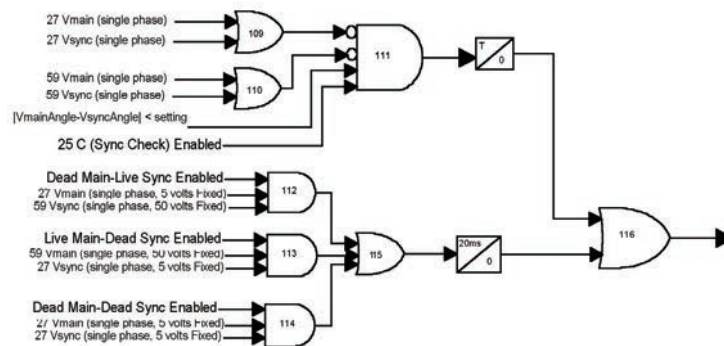 27 Vmain (single phase)
27 Vsync (single phase)
109
59 Vmain (single phase)
59 Vsync (single phase)
110
|VmainAngle-VsyncAngle| < setting
25 C (Sync Check) Enabled
111
T
0
Dead Main-Live Sync Enabled
27 Vmain (single phase, 5 volts Fixed)
59 Vsync (single phase, 50 volts Fixed)
112
Live Main-Dead Sync Enabled
59 Vmain (single phase, 50 volts Fixed)
27 Vsync (single phase, 5 volts Fixed)
113
Dead Main-Dead Sync Enabled
27 Vmain (single phase, 5 volts Fixed)
27 Vsync (single phase, 5 volts Fixed)
114
115
20ms
0
116